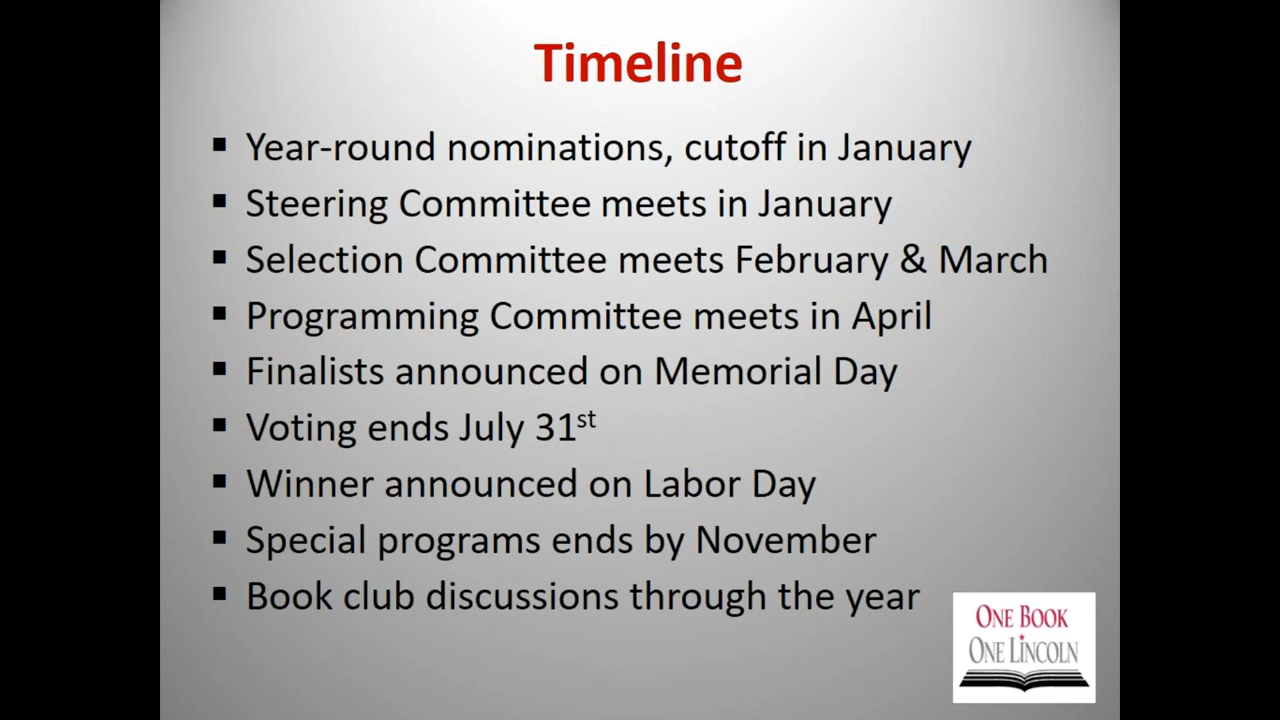 Timeline
▪ Year-round nominations, cutoff in January
▪ Steering Committee meets in January
▪ Selection Committee meets February & March
▪ Programming Committee meets in April
▪ Finalists announced on Memorial Day
▪ Voting ends July 31st
▪ Winner announced on Labor Day
▪ Special programs ends by November
▪ Book club discussions through the year
ONE BOOK
ONE LINCOLN